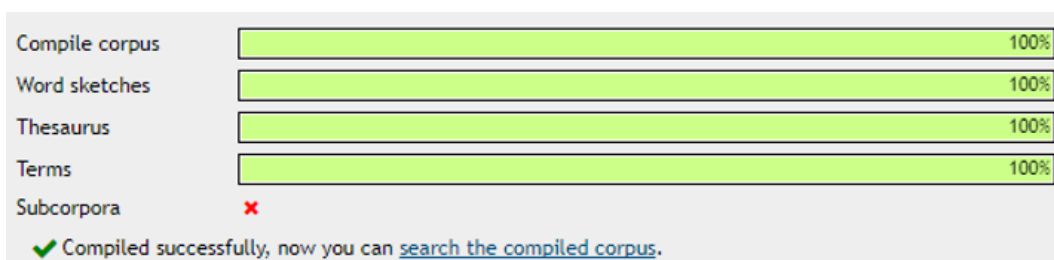 Compile corpus 100%
Word sketches 100%
Thesaurus 100%
Terms 100%
Subcorpora
Compiled successfully, now you can search the compiled corpus.